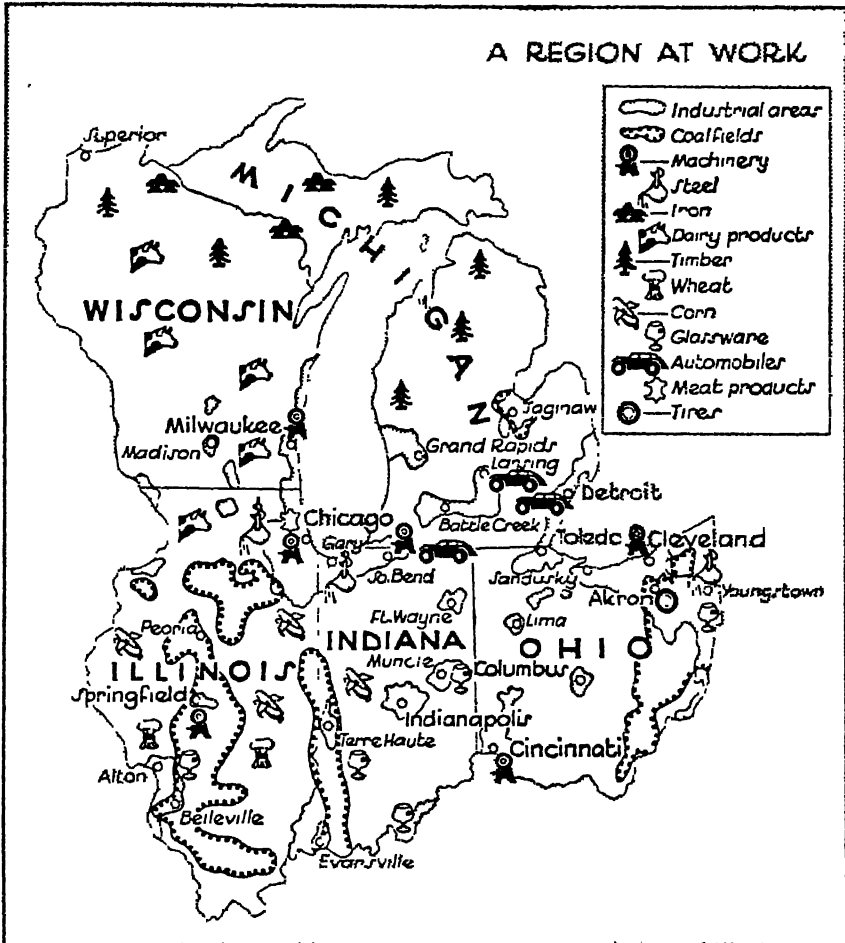 A REGION AT WORK
Industrial areas
Coalfields
Machinery
Steel
Iron
Dairy products
Timber
Wheat
Corn
Glassware
Automobiles
Meat products
Tires
Superior
MICHIGAN
WISCONSIN
Milwaukee
Madison
Saginaw
Grand Rapids
Lansing
Detroit
Battle Creek
Chicago
Gary
So. Bend
Toledo
Cleveland
Sandusky
Youngstown
Akron
Ft. Wayne
Lima
Peoria
INDIANA
OHIO
Muncie
Columbus
ILLINOIS
Springfield
Indianapolis
Terre Haute
Cincinnati
Alton
Belleville
Evansville